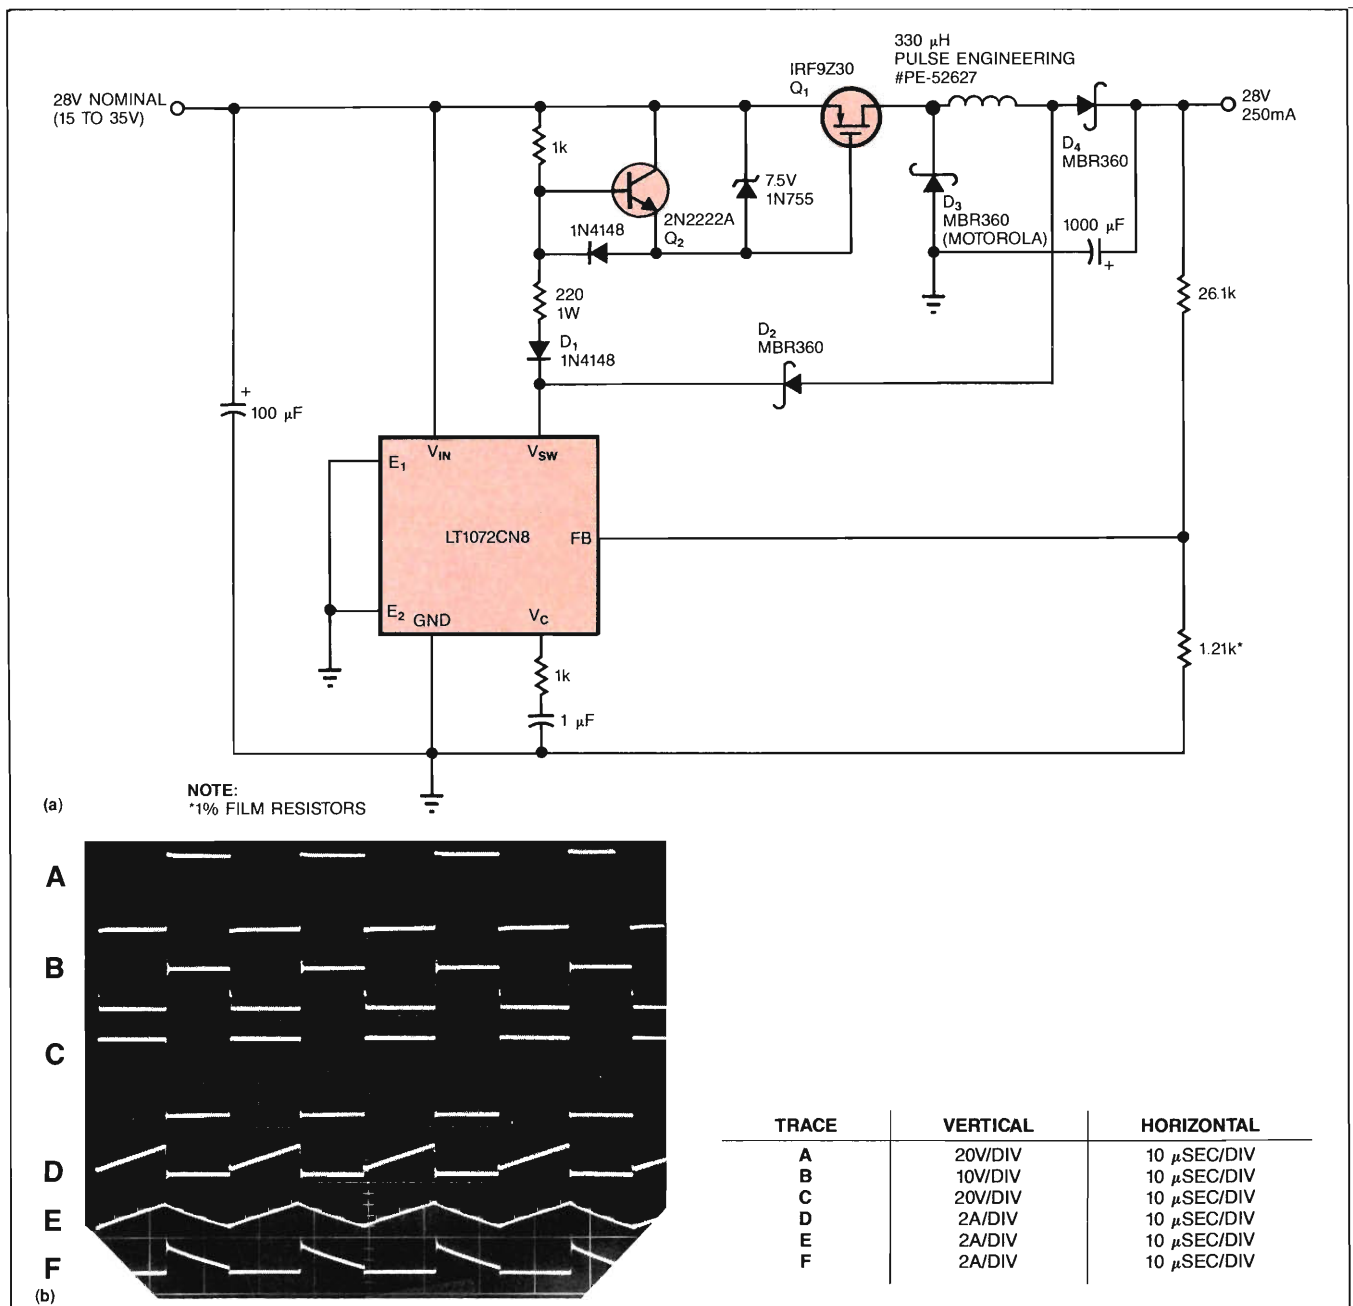 330 μH
PULSE ENGINEERING
#PE-52627
IRF9Z30
Q1
28V NOMINAL
(15 TO 35V)
28V
250mA
1k
D4
MBR360
7.5V
1N755
2N2222A
Q2
1N4148
D3
MBR360
(MOTOROLA)
1000 μF
+
26.1k
220
1W
D1
1N4148
D2
MBR360
+
100 μF
VIN
VSW
E1
LT1072CN8
FB
E2
GND
VC
1.21k*
1k
1 μF
NOTE:
*1% FILM RESISTORS
(a)
A
B
C
D
E
F
(b)
TRACE VERTICAL HORIZONTAL
A 20V/DIV 10 μSEC/DIV
B 10V/DIV 10 μSEC/DIV
C 20V/DIV 10 μSEC/DIV
D 2A/DIV 10 μSEC/DIV
E 2A/DIV 10 μSEC/DIV
F 2A/DIV 10 μSEC/DIV